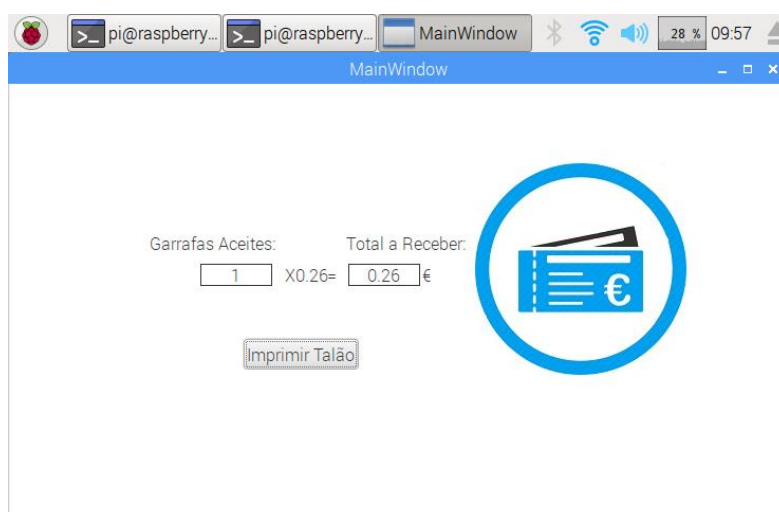 pi@raspberry... pi@raspberry... MainWindow 28 % 09:57
MainWindow
Garrafas Aceites: Total a Receber:
1 X0.26= 0.26 €
€
Imprimir Talão